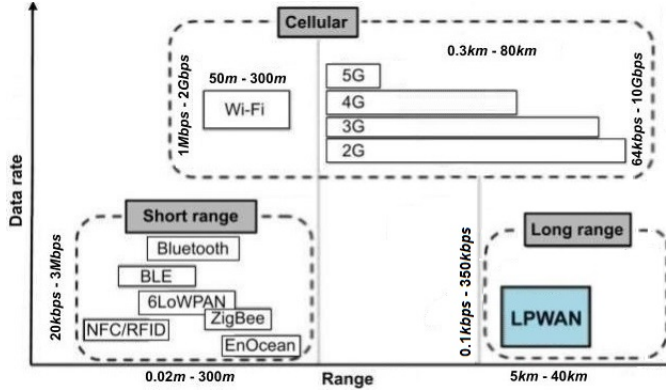 Cellular
0.3km - 80km
50m - 300m
5G
Wi-Fi
4G
3G
2G
1Mbps - 2Gbps
64kbps - 10Gbps
Data rate
Short range
Long range
Bluetooth
BLE
6LoWPAN
ZigBee
NFC/RFID
EnOcean
20kbps - 3Mbps
0.1kbps - 350kbps
LPWAN
0.02m - 300m
Range
5km - 40km